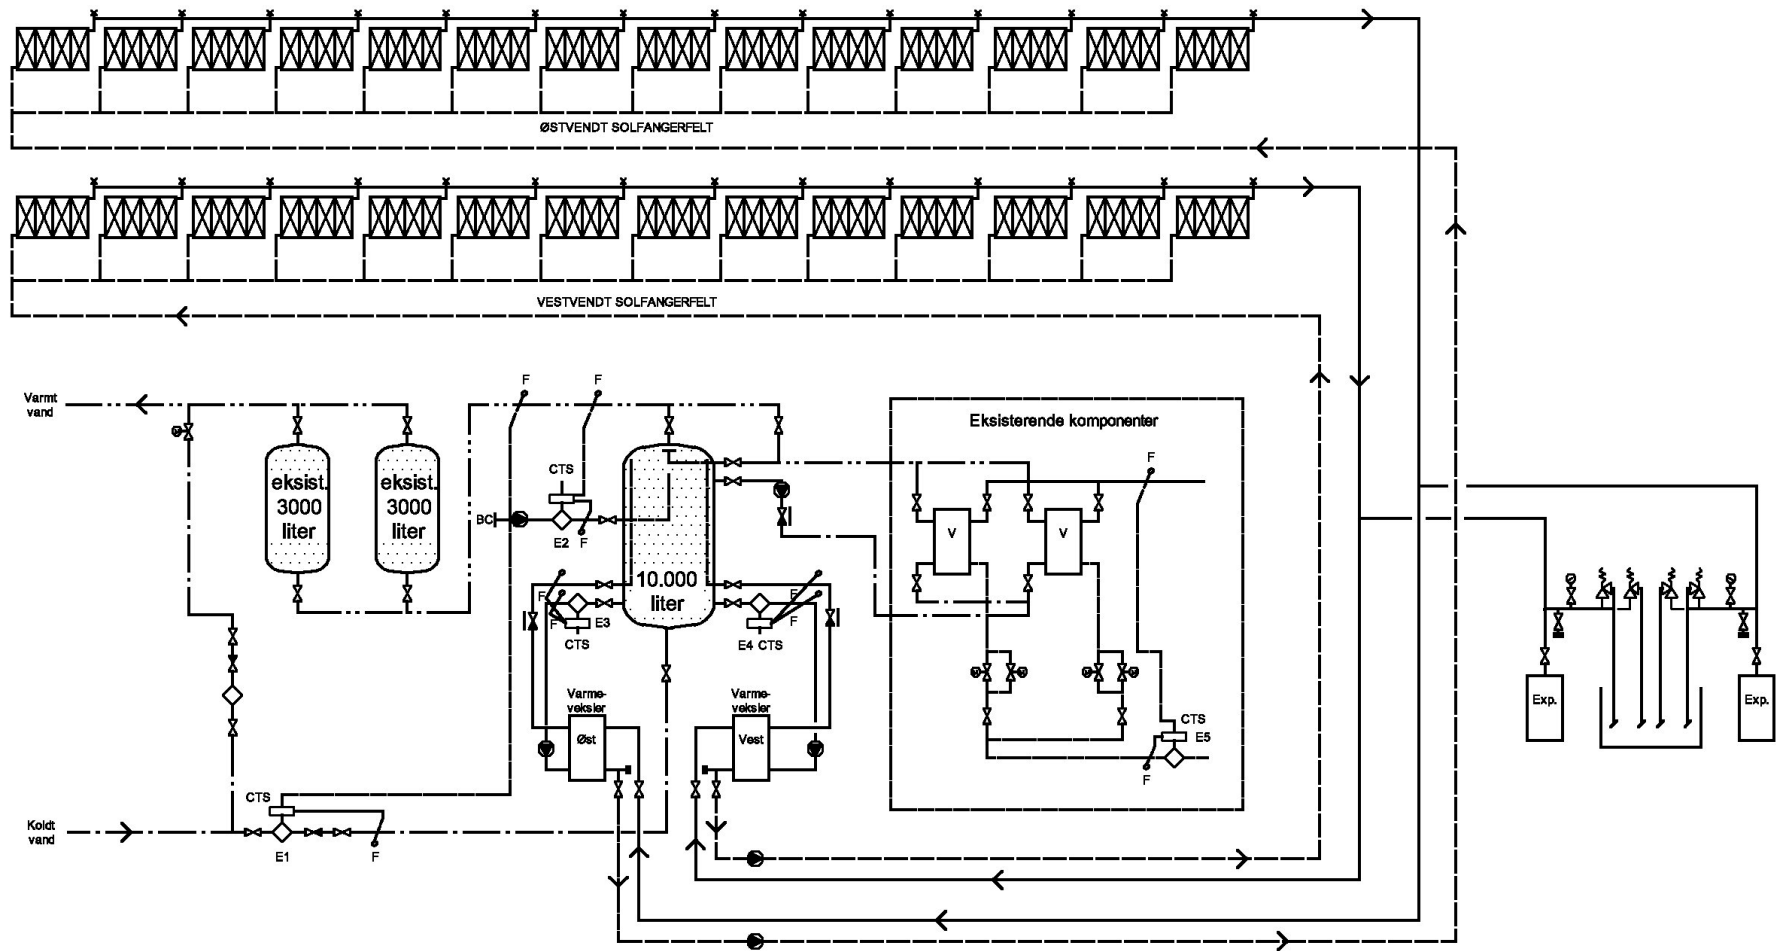 ØSTVENDT SOLFANGERFELT
VESTVENDT SOLFANGERFELT
F
F
Varmt
vand
Eksisterende komponenter
F
eksist.
3000
liter
eksist.
3000
liter
CTS
BC
E2
F
V
V
10.000
liter
F
F
E3
CTS
F
F
E4 CTS
Varme-
veksler
Øst
Varme-
veksler
Vest
CTS
E5
F
Exp.
Exp.
CTS
Koldt
vand
E1
F